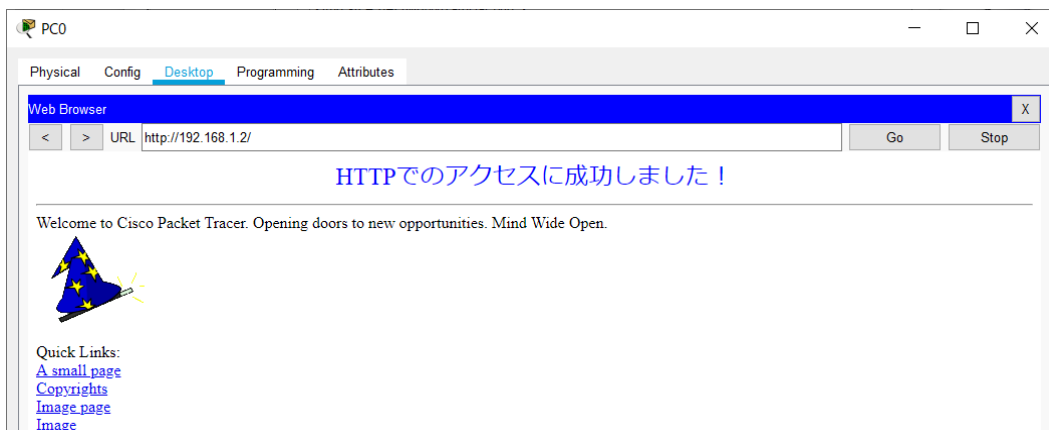 PC0
Physical Config Desktop Programming Attributes
Web Browser X
< > URL http://192.168.1.2/ Go Stop
HTTPでのアクセスに成功しました！
Welcome to Cisco Packet Tracer. Opening doors to new opportunities. Mind Wide Open.
Quick Links:
A small page
Copyrights
Image page
Image